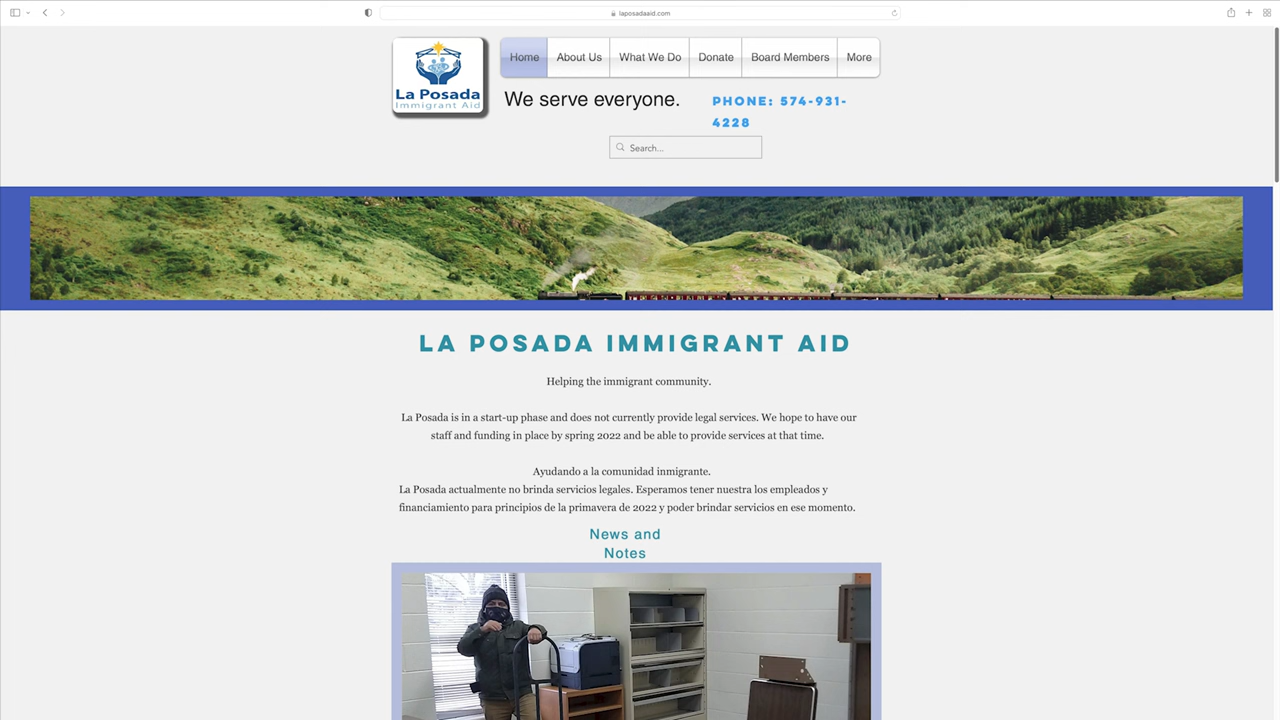 laposadaaid.com
Home
About Us
What We Do
Donate
Board Members
More
La Posada
Immigrant Aid
We serve everyone.
PHONE: 574-931-
4228
Search...
LA POSADA IMMIGRANT AID
Helping the immigrant community.
La Posada is in a start-up phase and does not currently provide legal services. We hope to have our
staff and funding in place by spring 2022 and be able to provide services at that time.
Ayudando a la comunidad inmigrante.
La Posada actualmente no brinda servicios legales. Esperamos tener nuestra los empleados y
financiamiento para principios de la primavera de 2022 y poder brindar servicios en ese momento.
News and
Notes